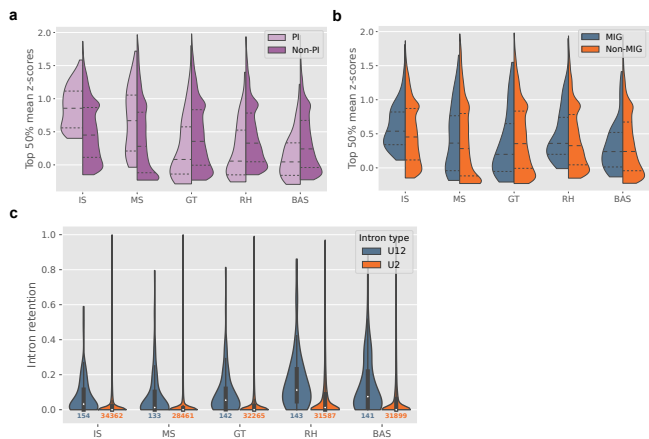 a
PI
Non-PI
Top 50% mean z-scores
2.0
1.5
1.0
0.5
0.0
IS MS GT RH BAS
b
MIG
Non-MIG
Top 50% mean z-scores
2.0
1.5
1.0
0.5
0.0
IS MS GT RH BAS
c
Intron type
U12
U2
Intron retention
1.0
0.8
0.6
0.4
0.2
0.0
154 34362 133 28461 142 32265 143 31587 141 31899
IS MS GT RH BAS